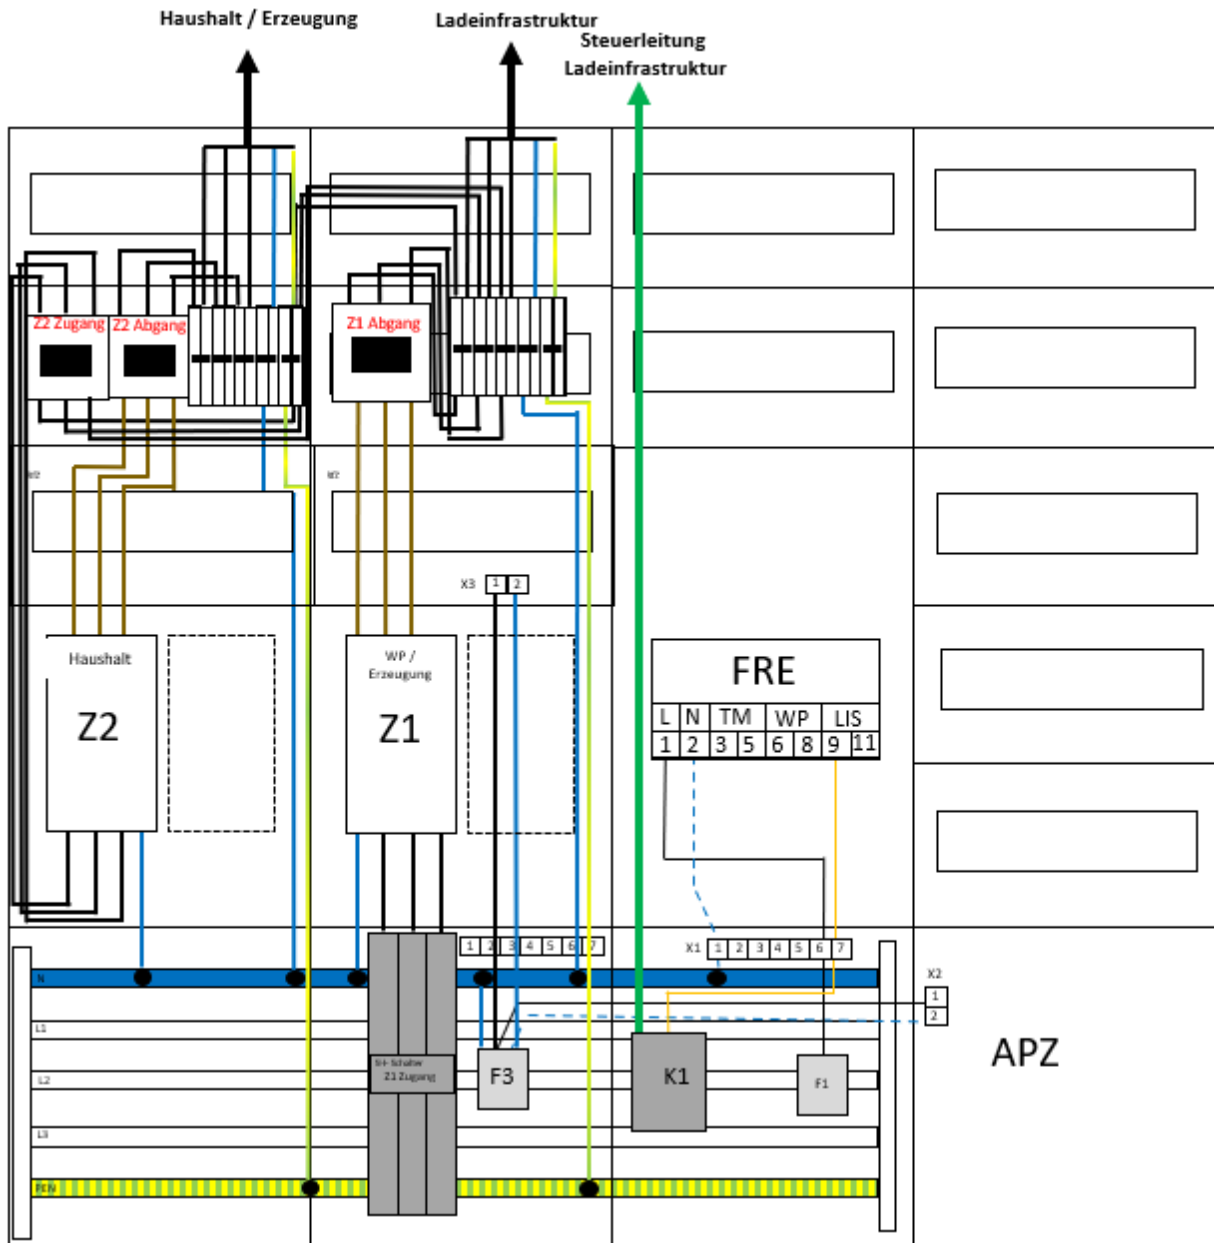 Haushalt / Erzeugung
Ladeinfrastruktur
Steuerleitung
Ladeinfrastruktur
Z2 Zugang
Z2 Abgang
Z1 Abgang
X3
1 2
Haushalt
Z2
WP /
Erzeugung
Z1
FRE
L N TM WP LIS
1 2 3 5 6 8 9 11
1 2 3 4 5 6 7
X1
1 2 3 4 5 6 7
X2
1
2
N
L1
L2
L3
PEN
Schalter
Z1 Zugang
F3
K1
F1
APZ